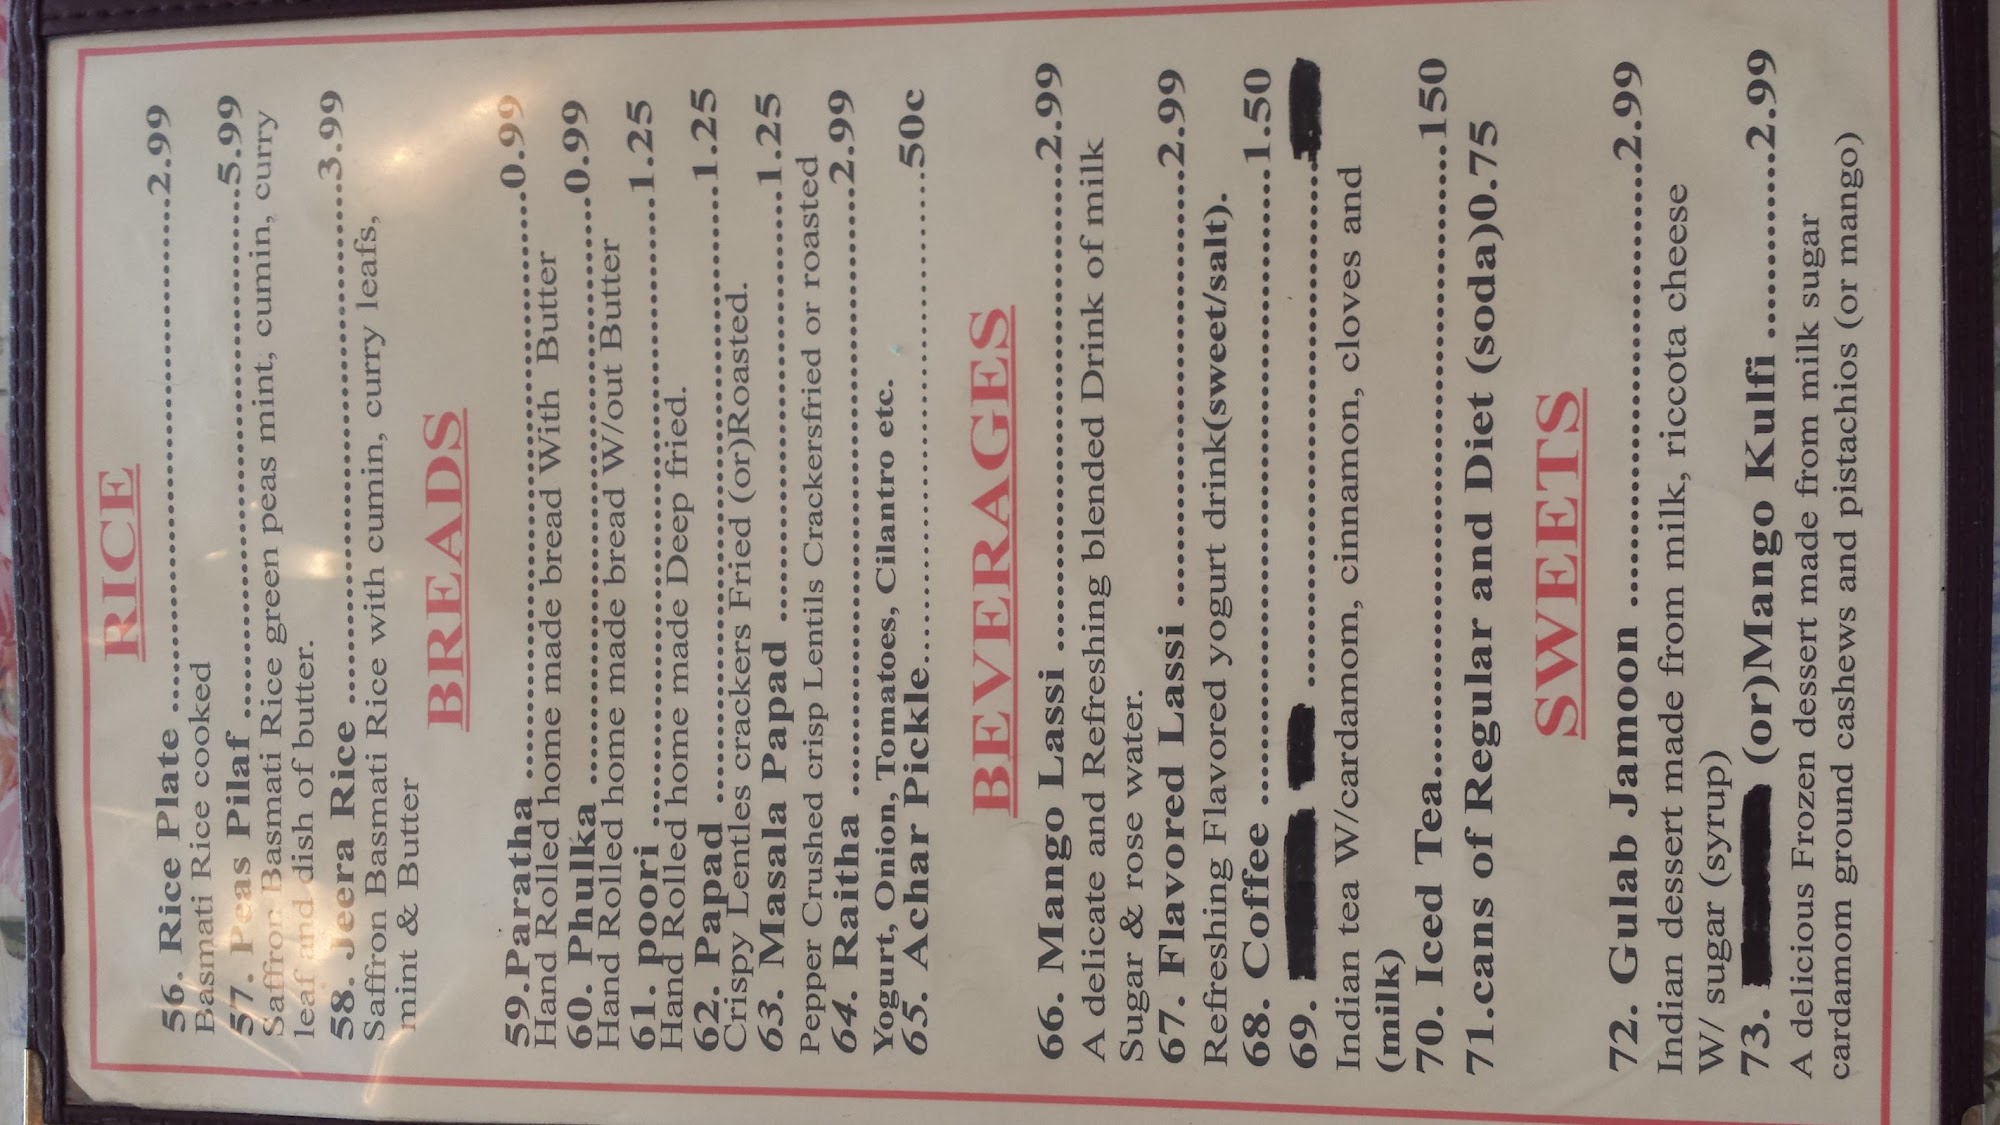 RICE
56. Rice Plate ........................................2.99
Basmati Rice cooked
57. Peas Pilaf ........................................5.99
Saffron Basmati Rice green peas mint, cumin, curry
leaf and dish of butter.
58. Jeera Rice ........................................3.99
Saffron Basmati Rice with cumin, curry leafs,
mint & Butter
BREADS
59.Paratha ........................................0.99
Hand Rolled home made bread With Butter
60. Phulka ........................................0.99
Hand Rolled home made bread W/out Butter
61. poori ........................................1.25
Hand Rolled home made Deep fried.
62. Papad ........................................1.25
Crispy Lentles crackers Fried (or)Roasted.
63. Masala Papad ........................................1.25
Pepper Crushed crisp Lentils Crackersfried or roasted
64. Raitha ........................................2.99
Yogurt, Onion, Tomatoes, Cilantro etc.
65. Achar Pickle........................................50c
BEVERAGES
66. Mango Lassi ........................................2.99
A delicate and Refreshing blended Drink of milk
Sugar & rose water.
67. Flavored Lassi ........................................2.99
Refreshing Flavored yogurt drink(sweet/salt).
68. Coffee ........................................1.50
69. ........................................
Indian tea W/cardamom, cinnamon, cloves and
(milk)
70. Iced Tea........................................150
71.cans of Regular and Diet (soda)0.75
SWEETS
72. Gulab Jamoon ........................................2.99
Indian dessert made from milk, riccota cheese
W/ sugar (syrup)
73. (or)Mango Kulfi ............2.99
A delicious Frozen dessert made from milk sugar
cardamom ground cashews and pistachios (or mango)